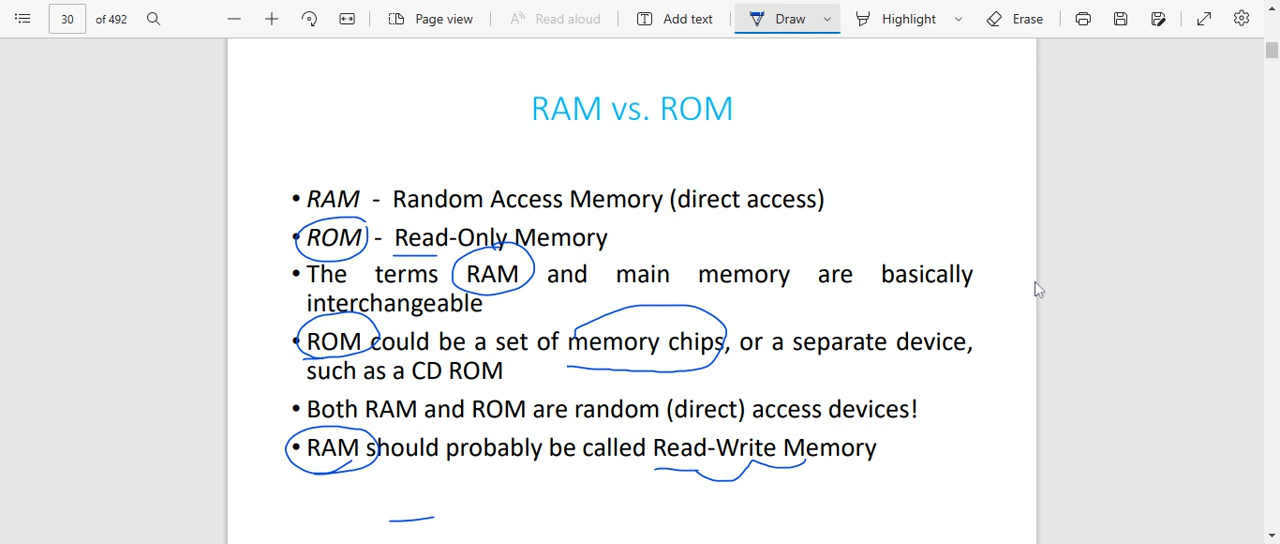 30 of 492 Page view Read aloud Add text Draw Highlight Erase
RAM vs. ROM
• RAM - Random Access Memory (direct access)
• ROM - Read-Only Memory
• The terms RAM and main memory are basically
interchangeable
• ROM could be a set of memory chips, or a separate device,
such as a CD ROM
• Both RAM and ROM are random (direct) access devices!
• RAM should probably be called Read-Write Memory